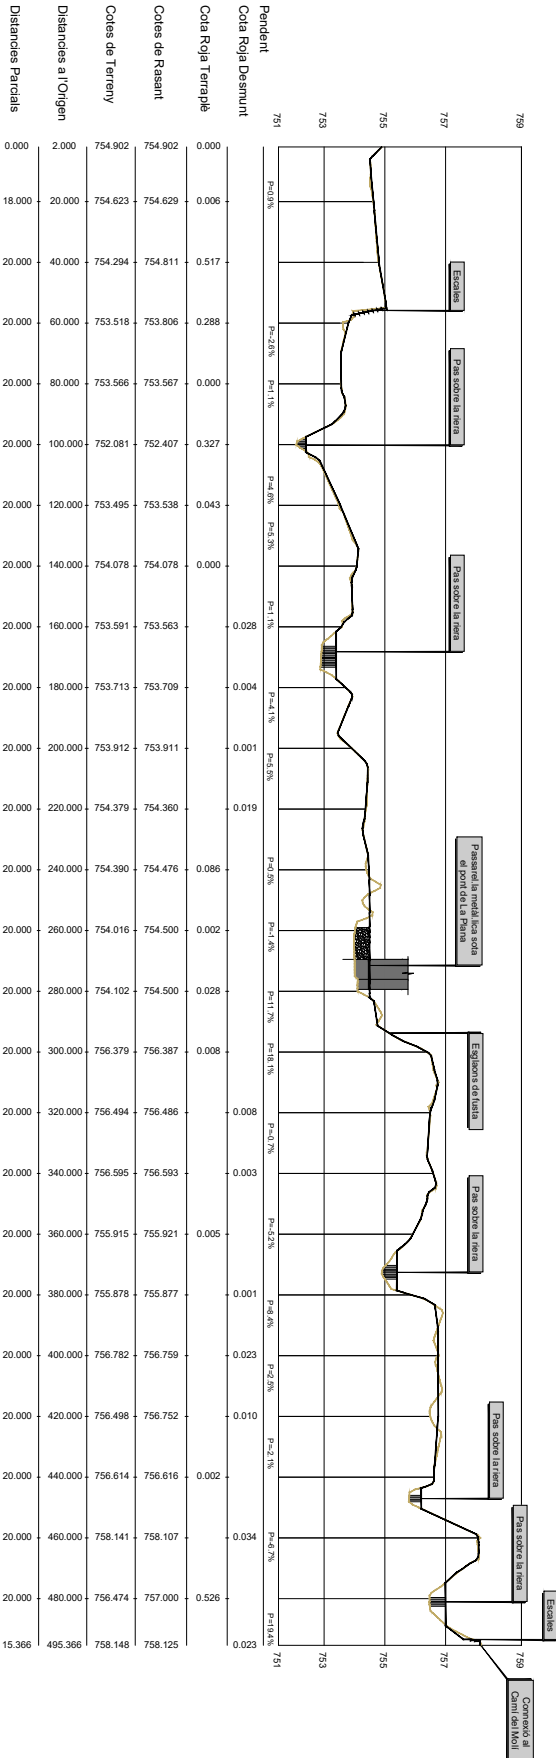 Escales
Pas sobre la riera
Pas sobre la riera
Passarel.la metàl.lica sota
el pont de La Plana
Esglaons de fusta
Pas sobre la riera
Pas sobre la riera
Pas sobre la riera
Escales
Connexió al
Camí del Molí
759 759
757 757
755 755
753 753
751 751
Pendent P=0.9% P=-2.6% P=1.1% P=4.6% P=5.3% P=1.1% P=-4.1% P=5.5% P=0.5% P=-1.4% P=11.7% P=18.1% P=-0.7% P=-5.2% P=8.4% P=2.5% P=-2.1% P=-6.7% P=19.4%
Cota Roja Desmunt 0.028 0.004 0.001 0.019 0.008 0.003 0.001 0.023 0.010 0.034 0.023
Cota Roja Terraplè 0.000 0.006 0.517 0.288 0.000 0.327 0.043 0.000 0.086 0.002 0.028 0.008 0.005 0.002 0.526
Cotes de Rasant 754.902 754.629 754.811 753.806 753.567 752.407 753.538 754.078 753.563 753.709 753.911 754.360 754.476 754.500 754.500 756.387 756.486 756.593 755.921 755.877 756.759 756.752 756.616 758.107 757.000 758.125
Cotes de Terreny 754.902 754.623 754.294 753.518 753.566 752.081 753.495 754.078 753.591 753.713 753.912 754.379 754.390 754.016 754.102 756.379 756.494 756.595 755.915 755.878 756.782 756.498 756.614 758.141 756.474 758.148
Distancies a l'Origen 2.000 20.000 40.000 60.000 80.000 100.000 120.000 140.000 160.000 180.000 200.000 220.000 240.000 260.000 280.000 300.000 320.000 340.000 360.000 380.000 400.000 420.000 440.000 460.000 480.000 495.366
Distancies Parcials 0.000 18.000 20.000 20.000 20.000 20.000 20.000 20.000 20.000 20.000 20.000 20.000 20.000 20.000 20.000 20.000 20.000 20.000 20.000 20.000 20.000 20.000 20.000 20.000 20.000 15.366